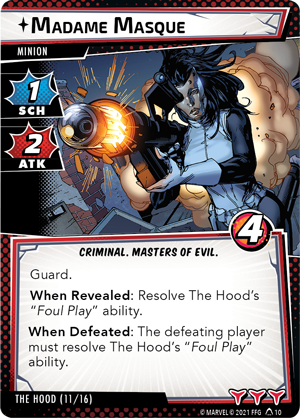 MADAME MASQUE
MINION
1
SCH
2
ATK
4
CRIMINAL. MASTERS OF EVIL.
Guard.
When Revealed: Resolve The Hood's
"Foul Play" ability.
When Defeated: The defeating player
must resolve The Hood's "Foul Play"
ability.
THE HOOD (11/16)
© MARVEL © 2021 FFG 10